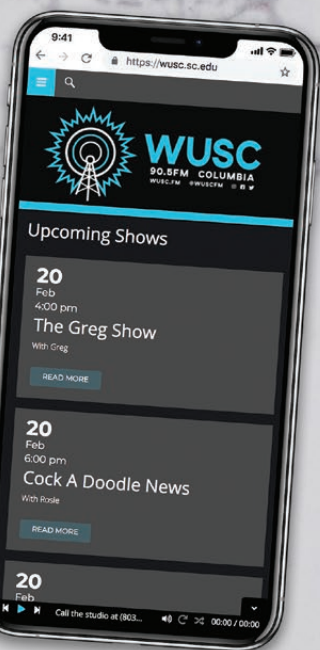 9:41
https://wusc.sc.edu
WUSC
90.5FM COLUMBIA
WUSC.FM @WUSCFM
Upcoming Shows
20
Feb
4:00 pm
The Greg Show
With Greg
READ MORE
20
Feb
6:00 pm
Cock A Doodle News
With Rosie
READ MORE
20
Feb
Call the studio at (803...
00:00 / 00:00